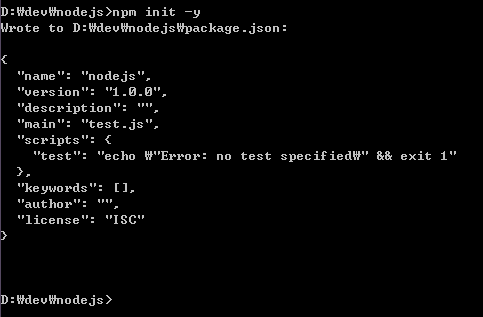 D:₩dev₩nodejs>npm init -y
Wrote to D:₩dev₩nodejs₩package.json:
{
"name": "nodejs",
"version": "1.0.0",
"description": "",
"main": "test.js",
"scripts": {
"test": "echo ₩"Error: no test specified₩" && exit 1"
},
"keywords": [],
"author": "",
"license": "ISC"
}
D:₩dev₩nodejs>